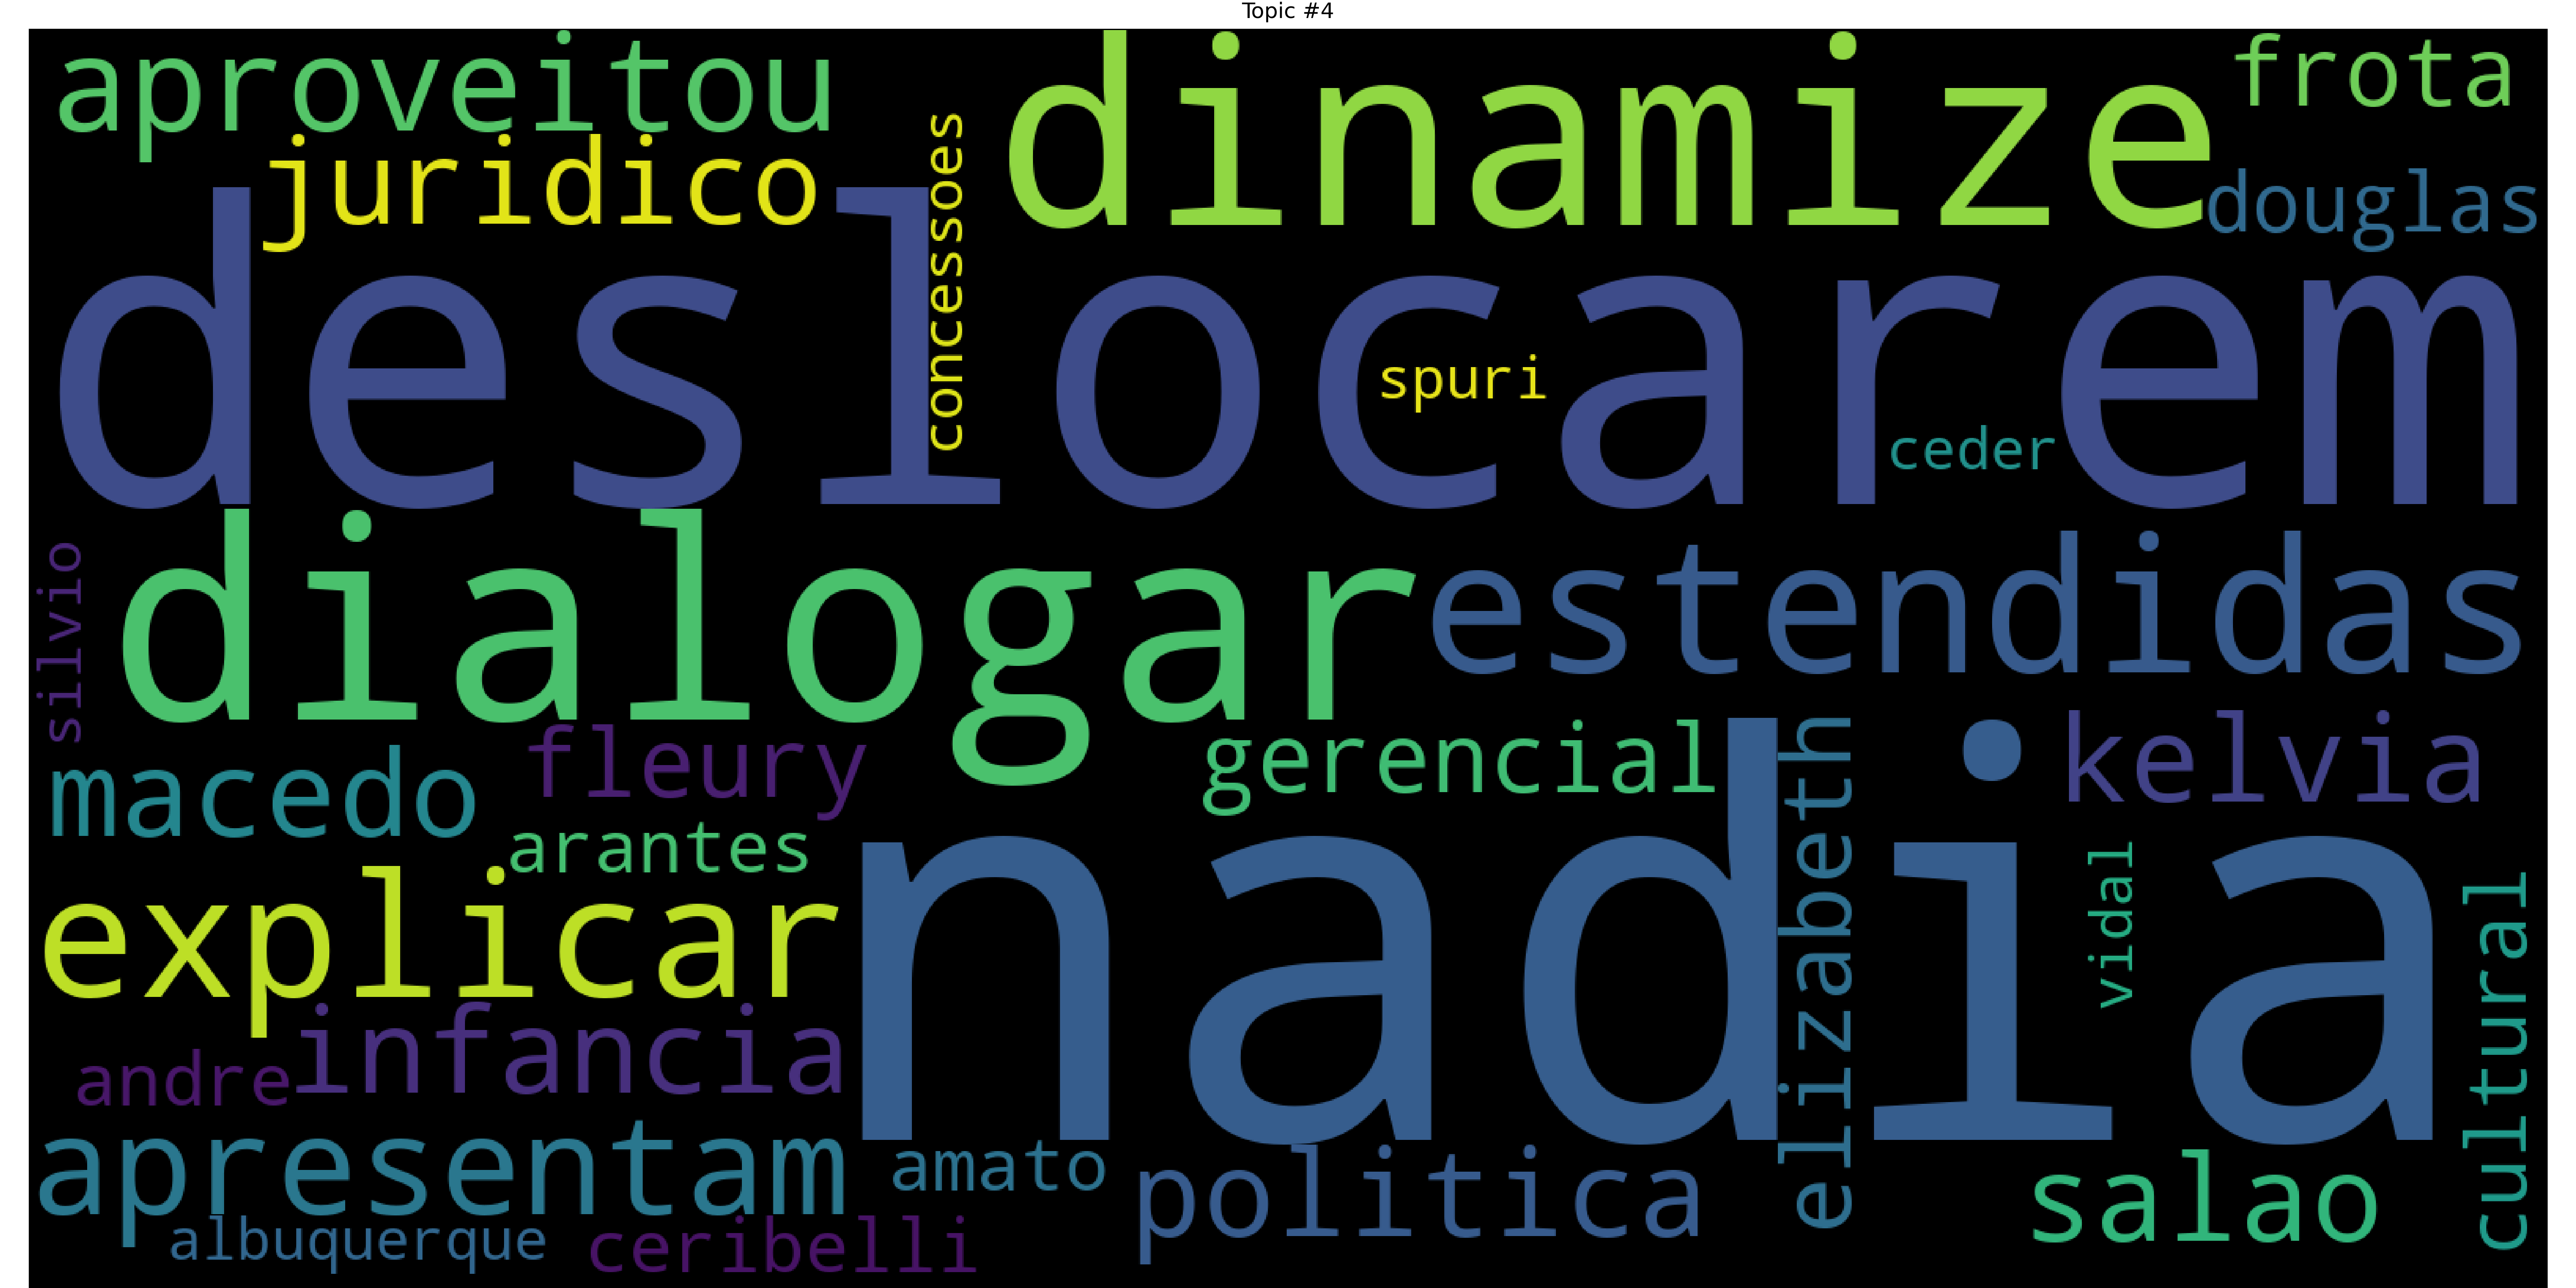 Topic #4
aproveitou
dinamize
frota
juridico
concessoes
douglas
deslocarem
spuri
ceder
silvio
dialogar
estendidas
fleury
gerencial
elizabeth
kelvia
macedo
arantes
nadia
vidal
explicar
cultural
infancia
andre
apresentam
amato
politica
salao
albuquerque
ceribelli